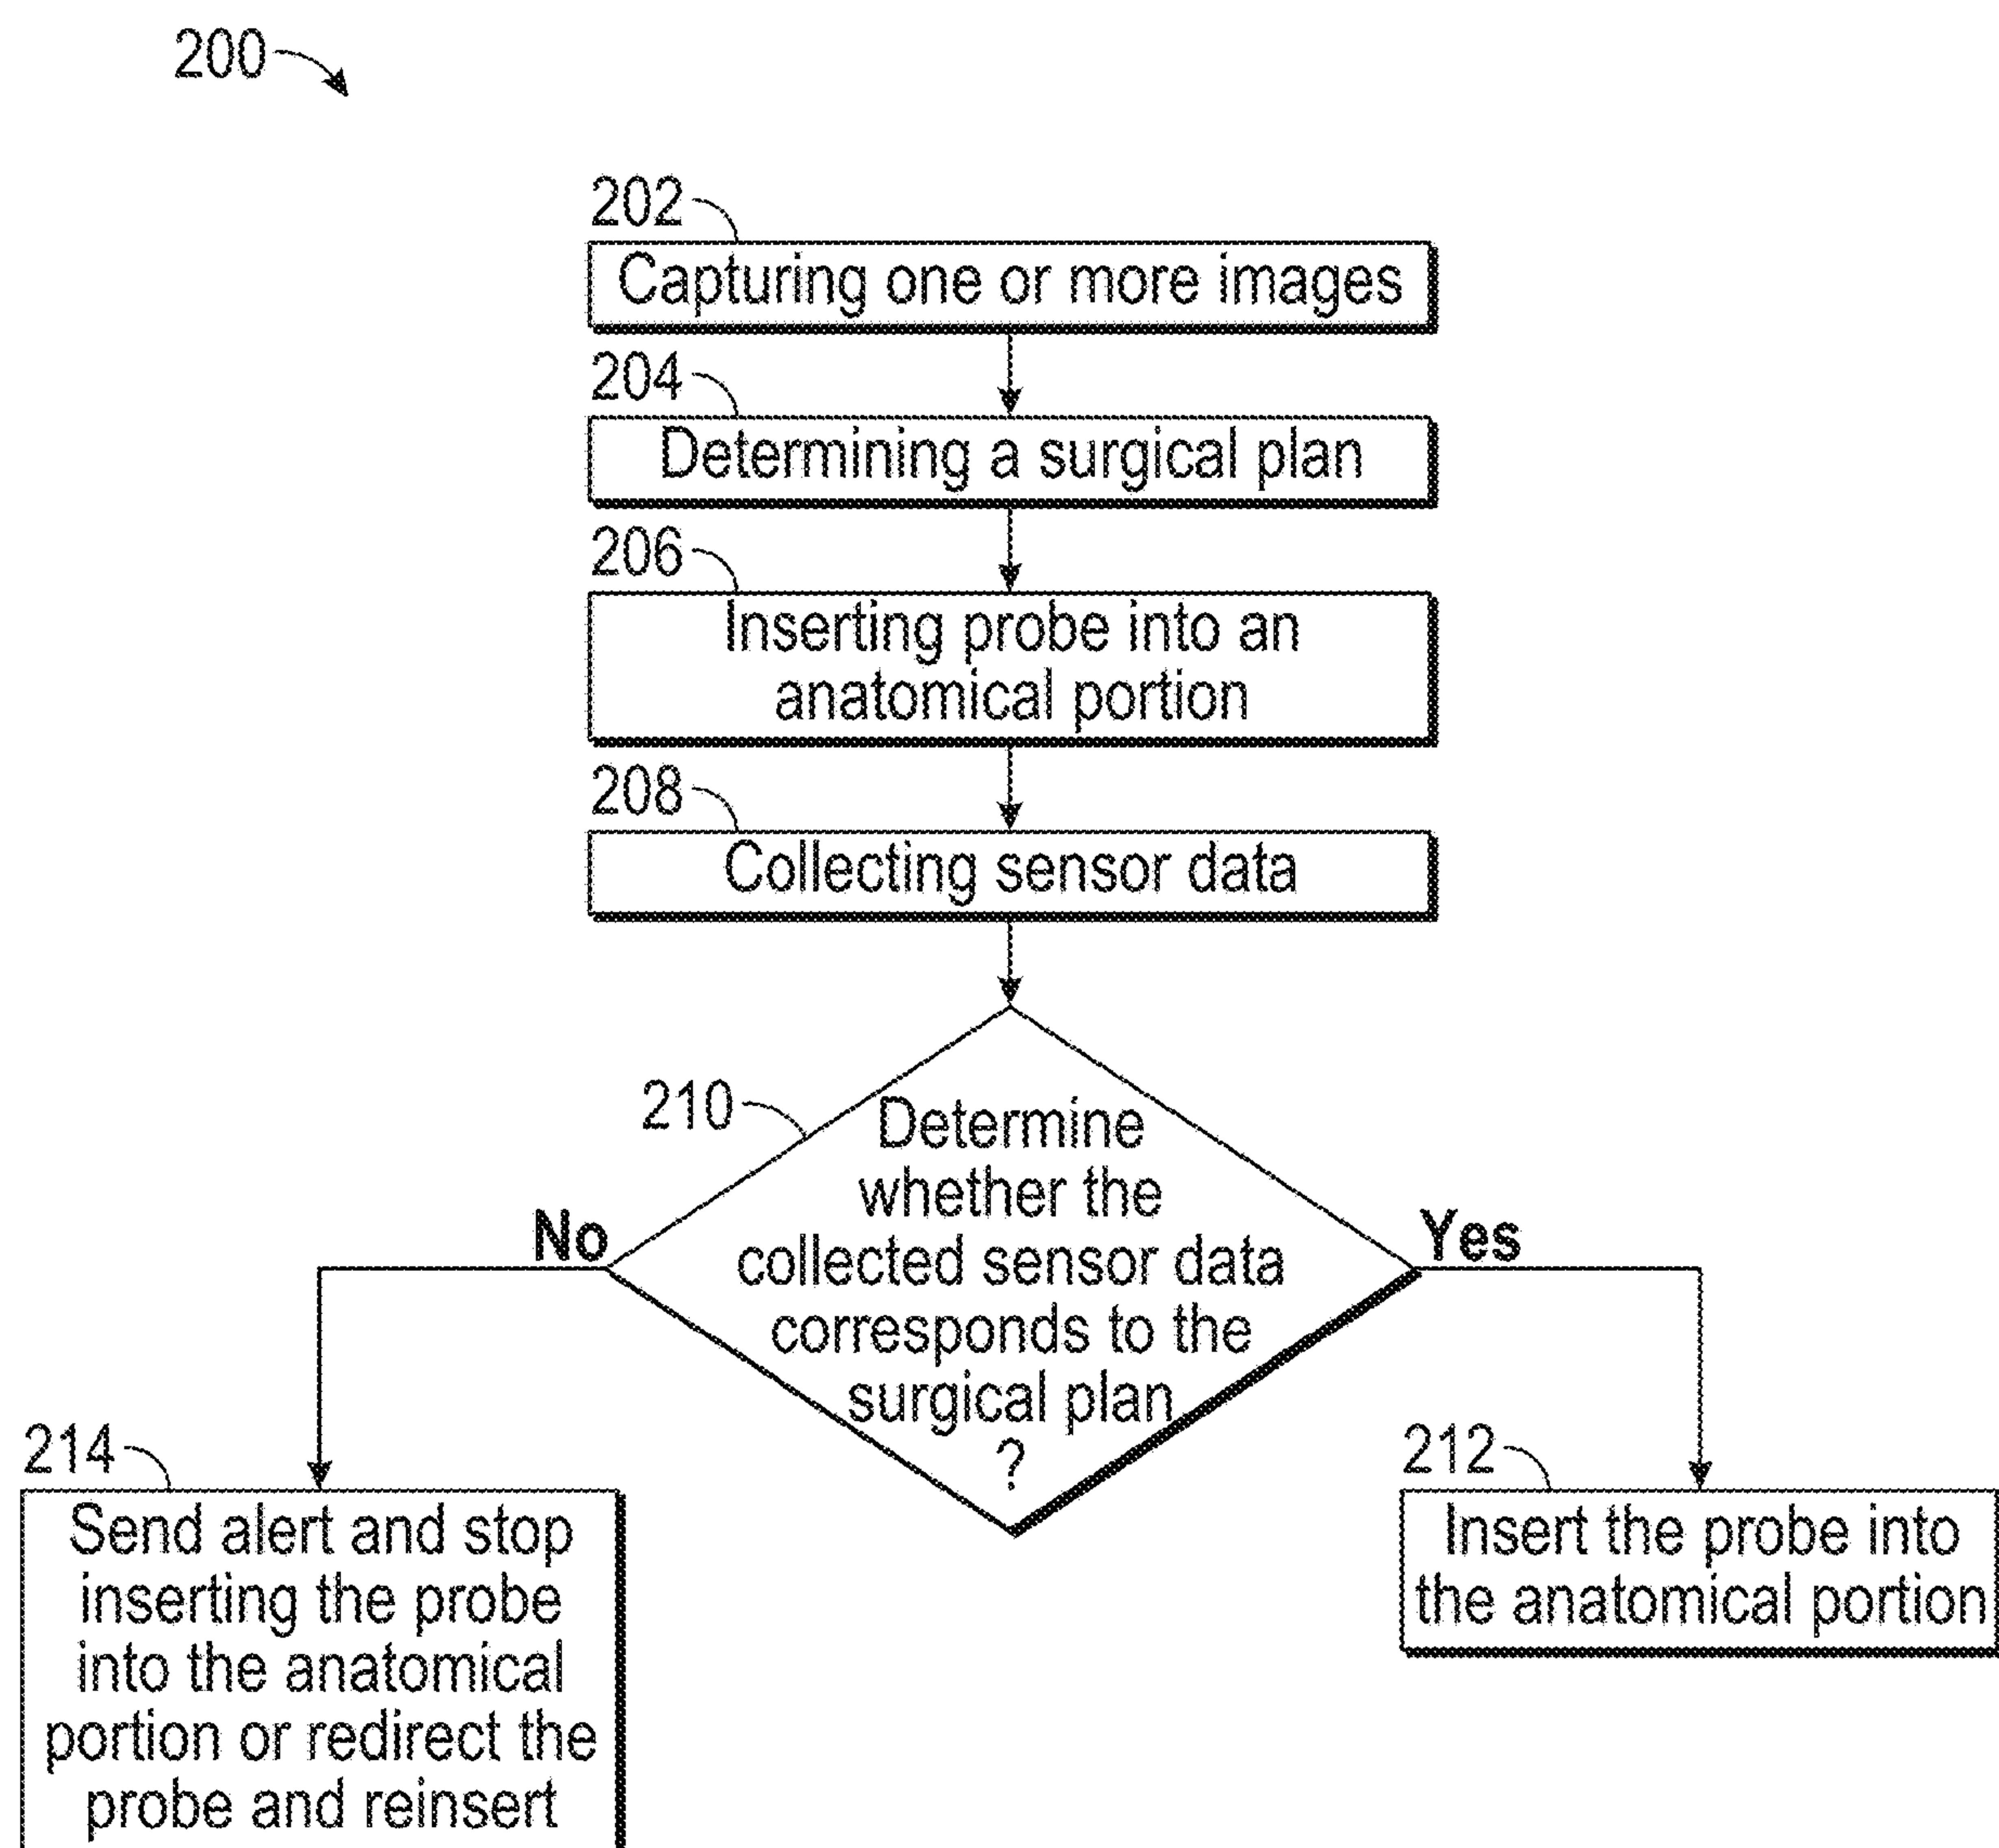 200
202
Capturing one or more images
204
Determining a surgical plan
206
Inserting probe into an
anatomical portion
208
Collecting sensor data
210
Determine
whether the
collected sensor data
corresponds to the
surgical plan
?
No
Yes
214
Send alert and stop
inserting the probe
into the anatomical
portion or redirect the
probe and reinsert
212
Insert the probe into
the anatomical portion